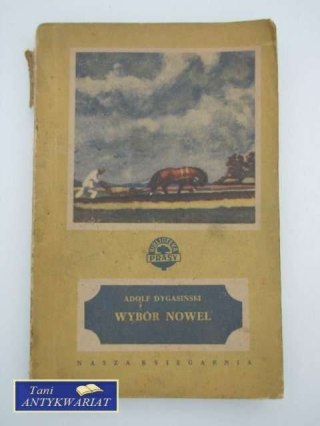 BIBLIOTEKA
PRASY
ADOLF DYGASIŃSKI
WYBÓR NOWEL
NASZA KSIĘGARNIA
Tani
ANTYKWARIAT